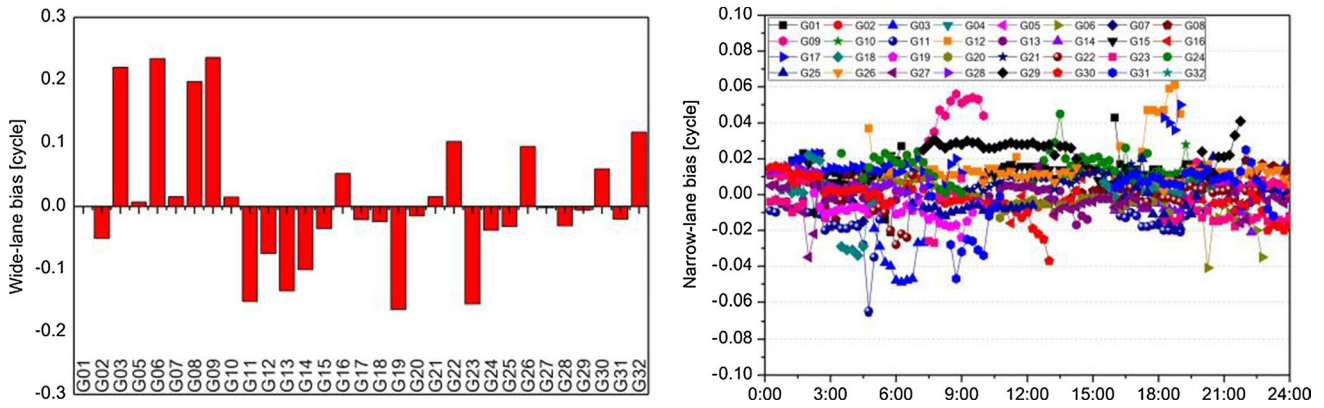 Wide-lane bias [cycle]
0.3
0.2
0.1
0.0
-0.1
-0.2
-0.3
G01 G02 G03 G05 G06 G07 G08 G09 G10 G11 G12 G13 G14 G15 G16 G17 G18 G19 G20 G21 G22 G23 G24 G25 G26 G27 G28 G29 G30 G31 G32
Narrow-lane bias [cycle]
0.10
0.08
0.06
0.04
0.02
0.00
-0.02
-0.04
-0.06
-0.08
-0.10
G01 G02 G03 G04 G05 G06 G07 G08
G09 G10 G11 G12 G13 G14 G15 G16
G17 G18 G19 G20 G21 G22 G23 G24
G25 G26 G27 G28 G29 G30 G31 G32
0:00 3:00 6:00 9:00 12:00 15:00 18:00 21:00 24:00